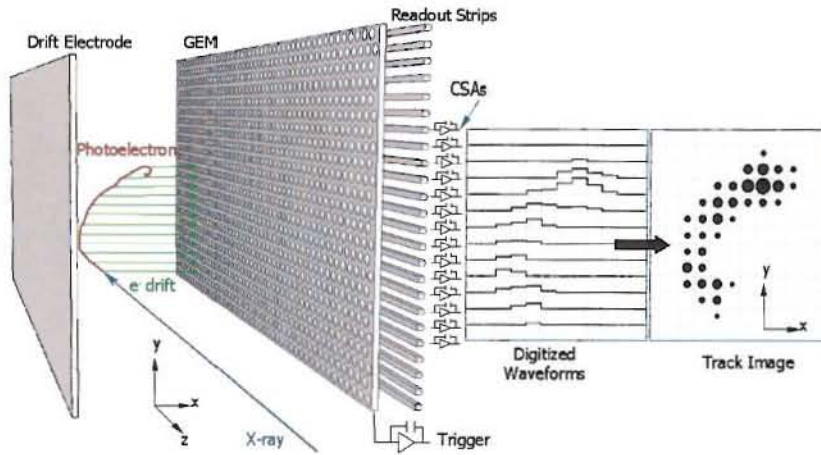 Readout Strips
Drift Electrode
GEM
CSAs
Photoelectron
e⁻ drift
y
x
z
X-ray
Trigger
Digitized
Waveforms
y
x
Track Image